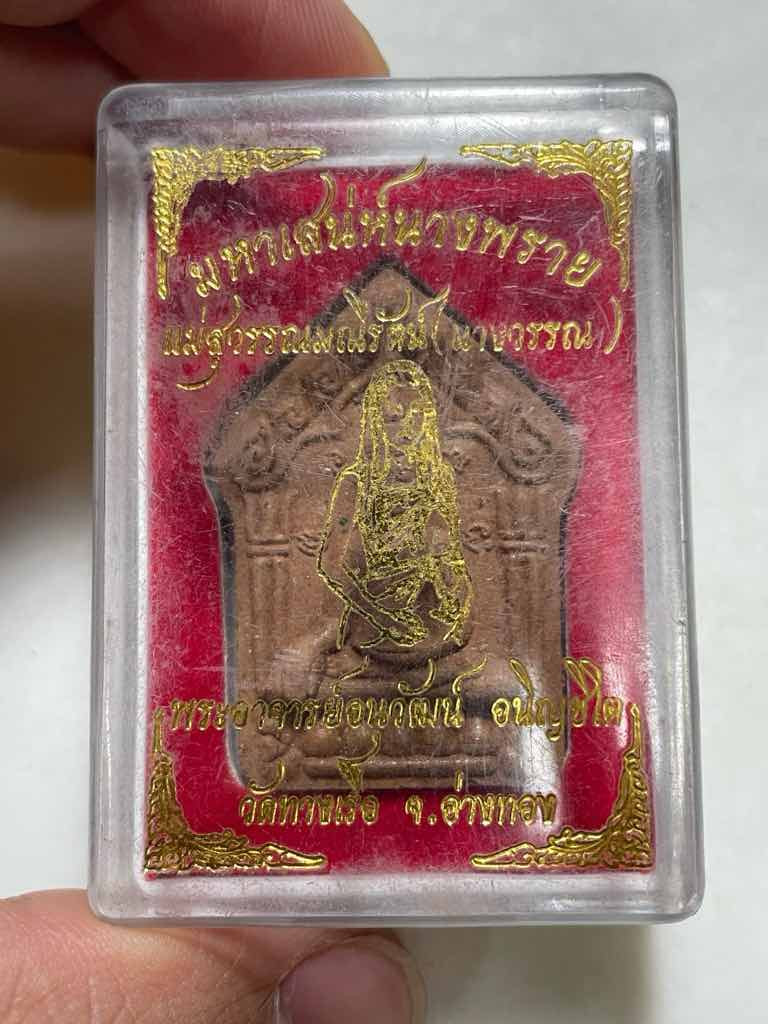 มหาเสน่ห์นางพราย
แม่สุวรรณมณีรัตน์ (นางวรรณ)
พระอาจารย์อนุวัฒน์ อนิญชิโต
วัดทางเรือ จ.อ่างทอง